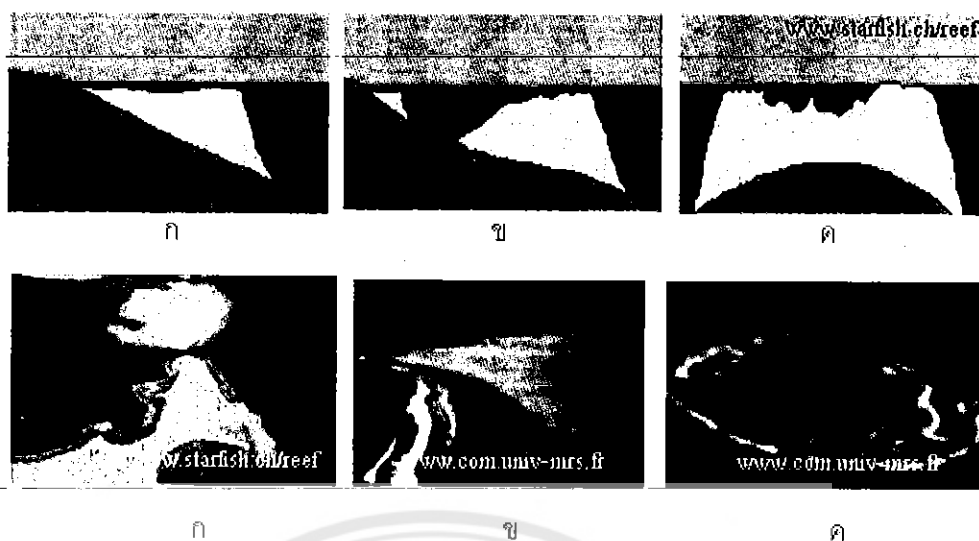 www.starfish.ch/reef
ก ข ค
w.starfish.ch/reef www.com.univ-mrs.fr www.com.univ-mrs.fr
ก ข ค